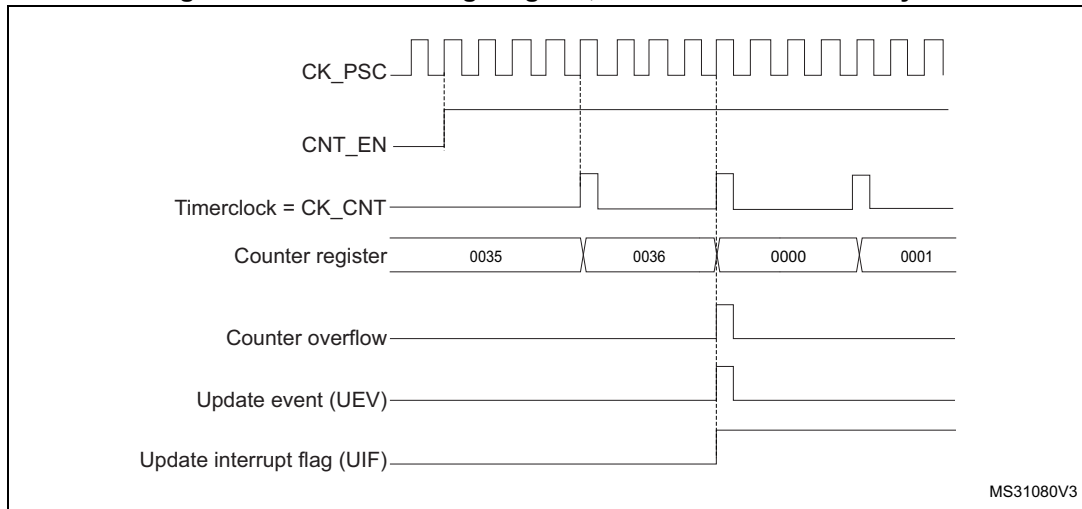 CK_PSC
CNT_EN
Timerclock = CK_CNT
Counter register
0035
0036
0000
0001
Counter overflow
Update event (UEV)
Update interrupt flag (UIF)
MS31080V3